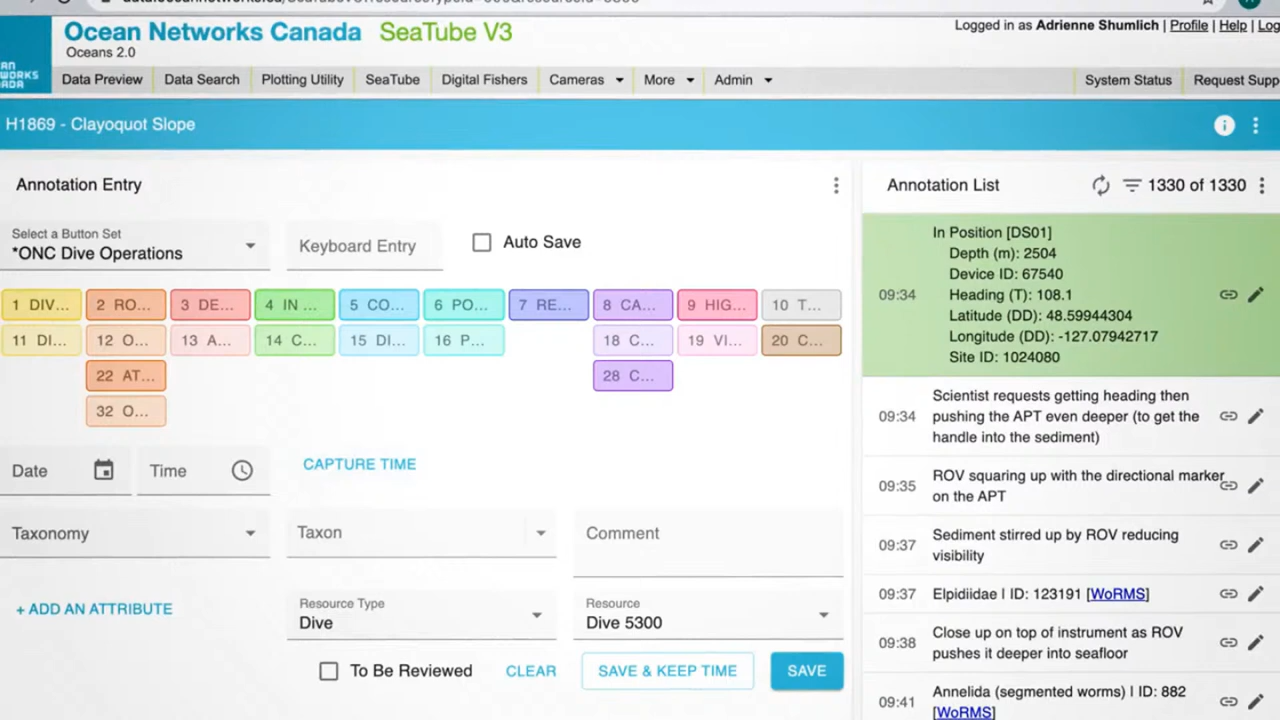 Ocean Networks Canada SeaTube V3
Oceans 2.0
Logged in as Adrienne Shumlich | Profile | Help | Log
Data Preview Data Search Plotting Utility SeaTube Digital Fishers Cameras More Admin System Status Request Supp
H1869 - Clayoquot Slope
Annotation Entry
Select a Button Set
*ONC Dive Operations
Keyboard Entry
Auto Save
1 DIV... 2 RO... 3 DE... 4 IN ... 5 CO... 6 PO... 7 RE... 8 CA... 9 HIG... 10 T...
11 DI... 12 O... 13 A... 14 C... 15 DI... 16 P... 18 C... 19 VI... 20 C...
22 AT... 28 C...
32 O...
Date Time CAPTURE TIME
Taxonomy Taxon Comment
+ ADD AN ATTRIBUTE
Resource Type
Dive
Resource
Dive 5300
To Be Reviewed CLEAR SAVE & KEEP TIME SAVE
Annotation List 1330 of 1330
09:34
In Position [DS01]
Depth (m): 2504
Device ID: 67540
Heading (T): 108.1
Latitude (DD): 48.59944304
Longitude (DD): -127.07942717
Site ID: 1024080
09:34
Scientist requests getting heading then
pushing the APT even deeper (to get the
handle into the sediment)
09:35
ROV squaring up with the directional marker
on the APT
09:37
Sediment stirred up by ROV reducing
visibility
09:37
Elpidiidae | ID: 123191 [WoRMS]
09:38
Close up on top of instrument as ROV
pushes it deeper into seafloor
09:41
Annelida (segmented worms) | ID: 882
[WoRMS]